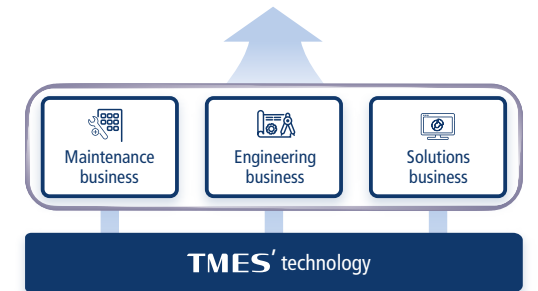 Maintenance
business
Engineering
business
Solutions
business
TMES' technology